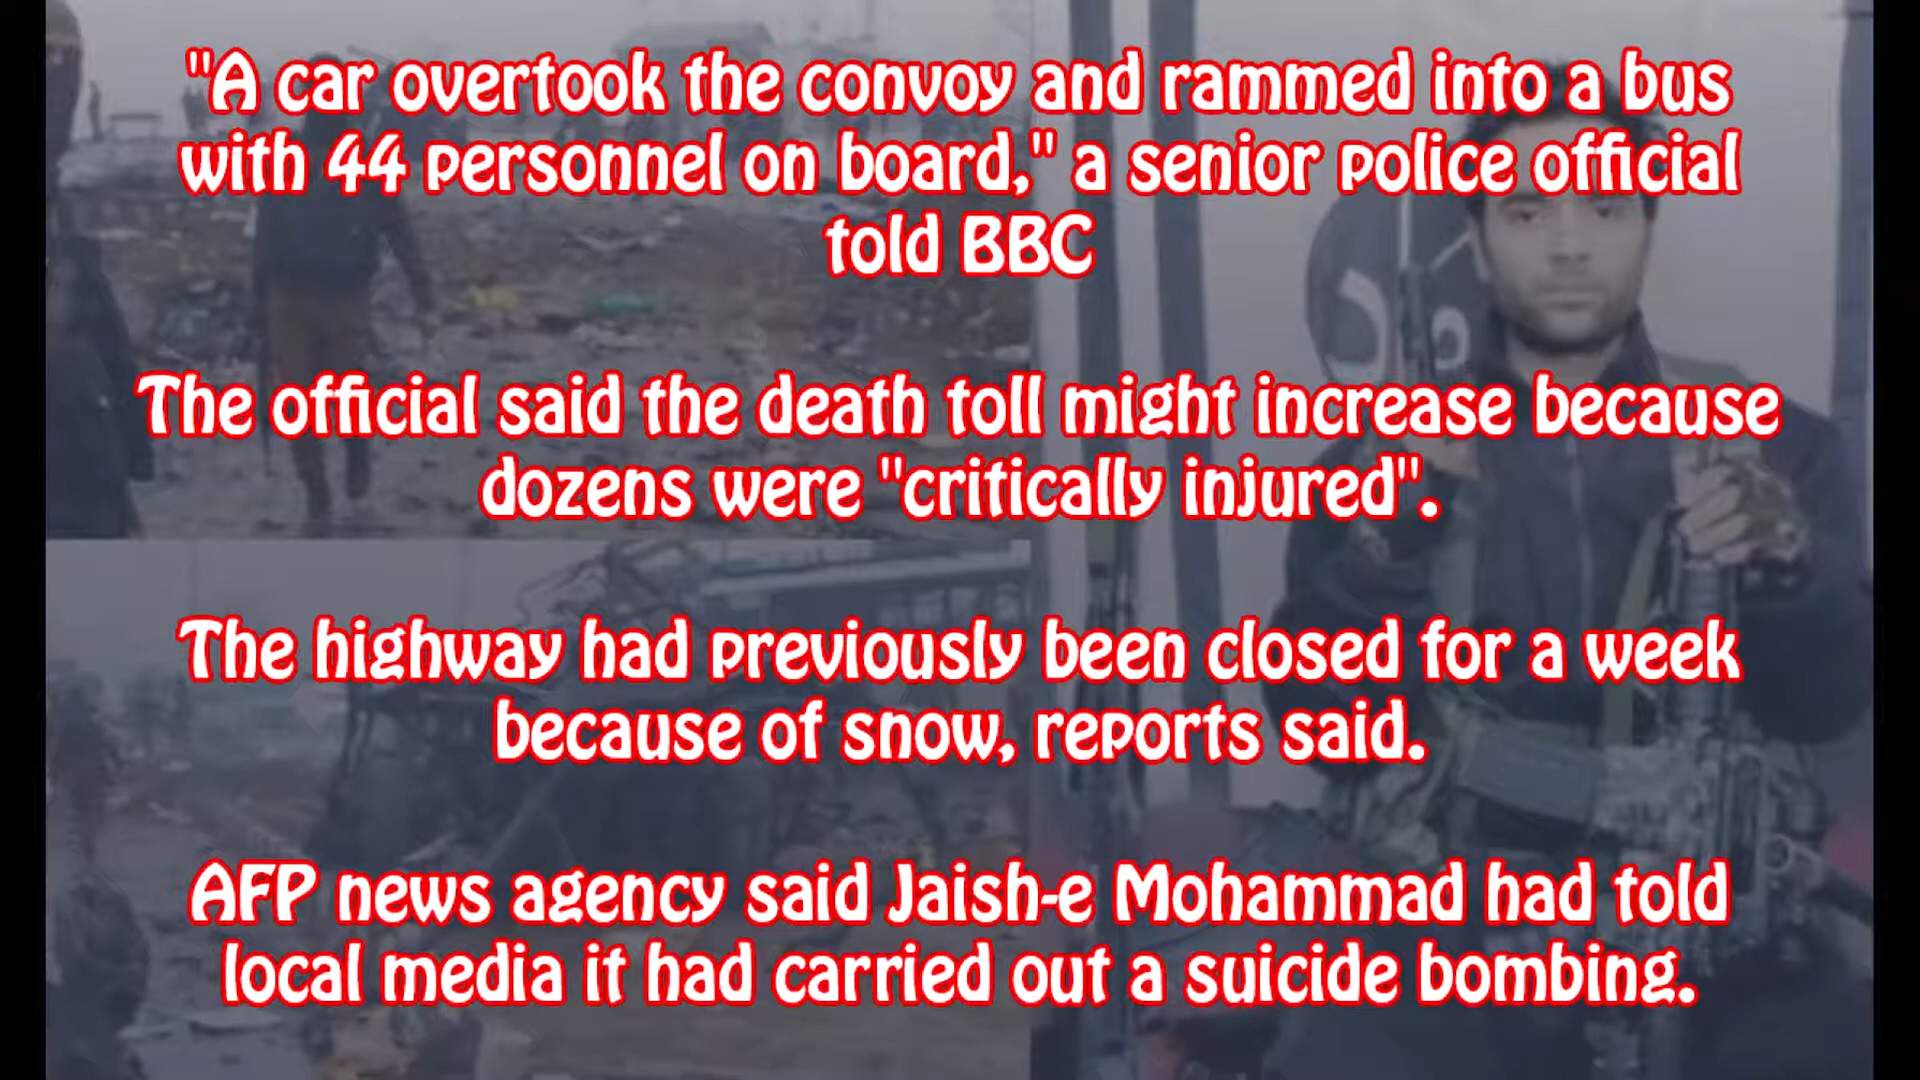 "A car overtook the convoy and rammed into a bus
with 44 personnel on board," a senior police official
told BBC
The official said the death toll might increase because
dozens were "critically injured".
The highway had previously been closed for a week
because of snow, reports said.
AFP news agency said Jaish-e Mohammad had told
local media it had carried out a suicide bombing.